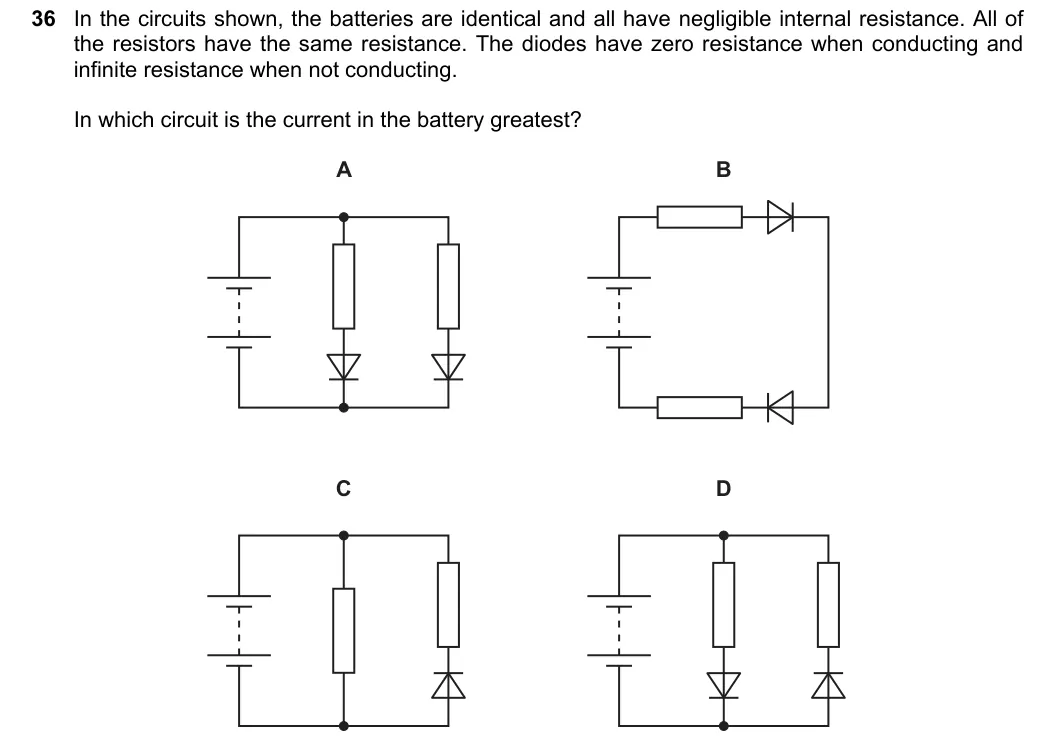 36 In the circuits shown, the batteries are identical and all have negligible internal resistance. All of
the resistors have the same resistance. The diodes have zero resistance when conducting and
infinite resistance when not conducting.
In which circuit is the current in the battery greatest?
A
B
C
D